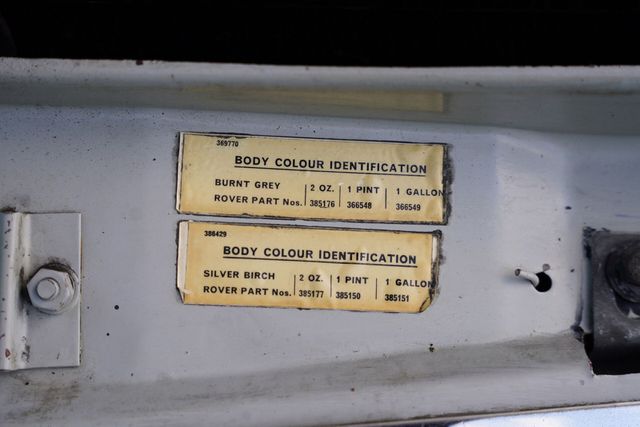 369770
BODY COLOUR IDENTIFICATION
BURNT GREY 2 OZ. 1 PINT 1 GALLON
ROVER PART Nos. 385176 366548 366549
386429
BODY COLOUR IDENTIFICATION
SILVER BIRCH 2 OZ. 1 PINT 1 GALLON
ROVER PART Nos. 385177 385150 385151